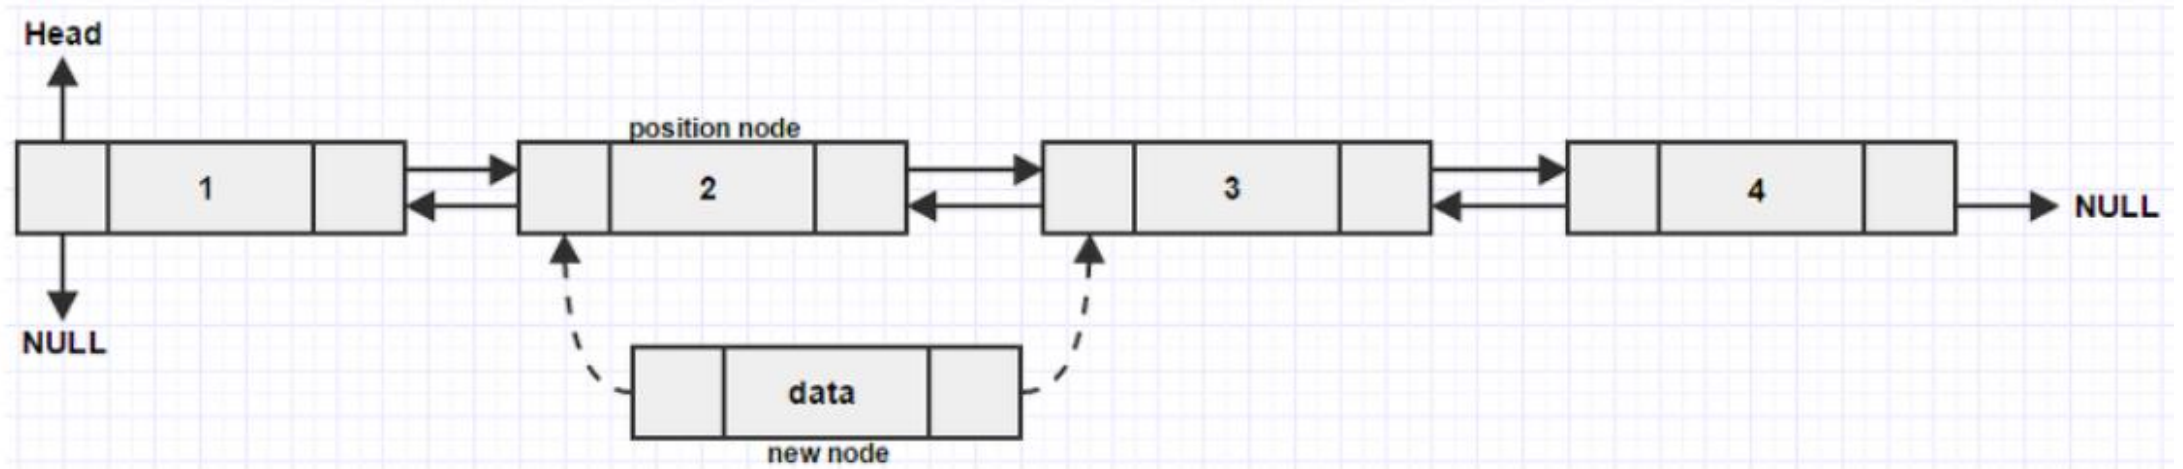 Head
position node
1
2
3
4
NULL
NULL
data
new node